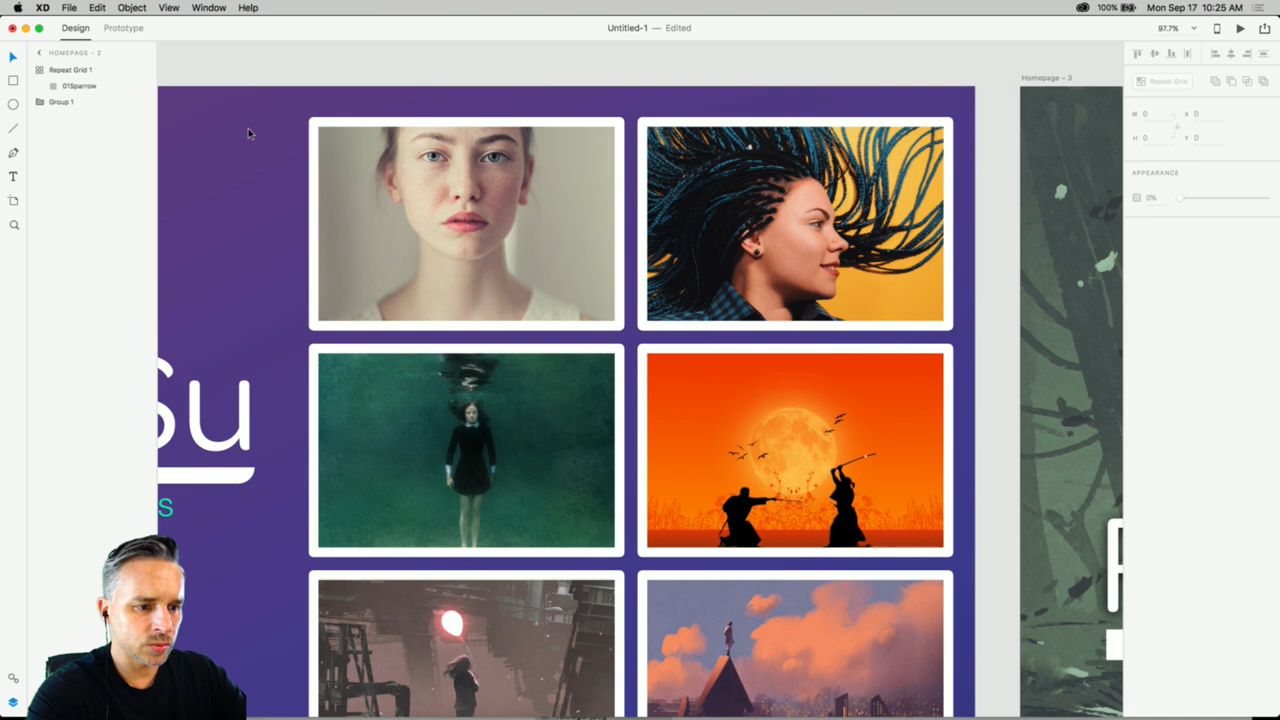 XD File Edit Object View Window Help
100% Mon Sep 17 10:25 AM
Design Prototype
Untitled-1 — Edited
97.7%
HOMEPAGE – 2
Repeat Grid 1
01Sparrow
Group 1
Homepage – 3
Repeat Grid
W 0 X 0
H 0 Y 0
APPEARANCE
0%
T
Su
s